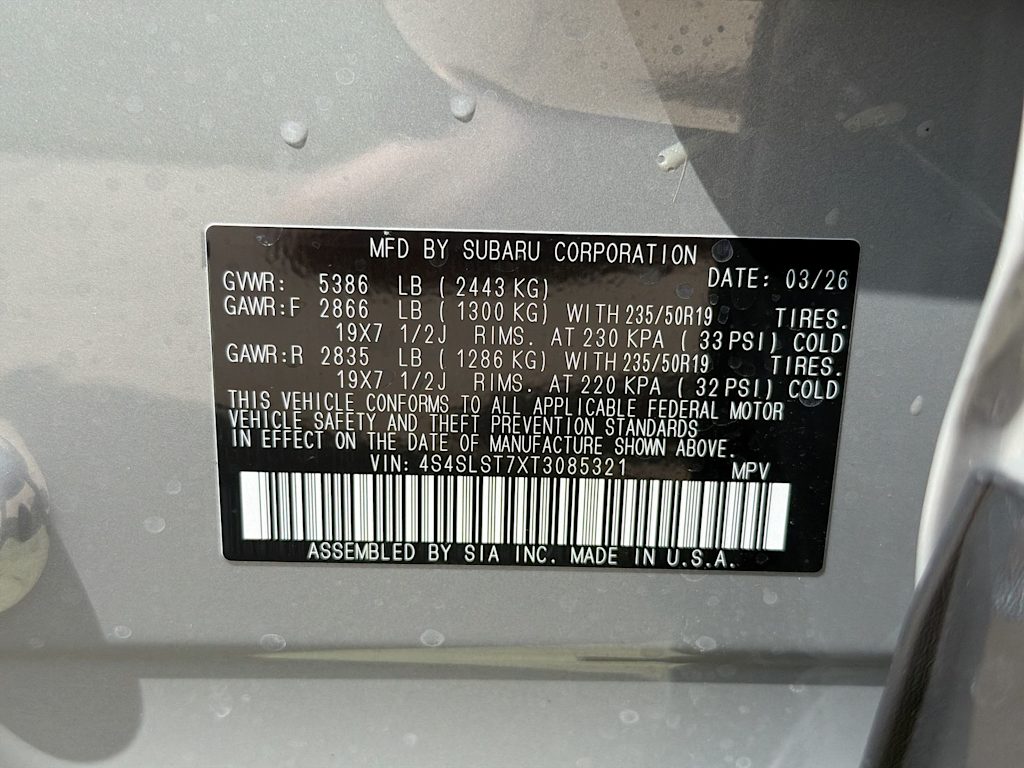 MFD BY SUBARU CORPORATION
GVWR: 5386 LB ( 2443 KG) DATE: 03/26
GAWR:F 2866 LB ( 1300 KG) WITH 235/50R19 TIRES.
19X7 1/2J RIMS. AT 230 KPA ( 33 PSI) COLD
GAWR:R 2835 LB ( 1286 KG) WITH 235/50R19 TIRES.
19X7 1/2J RIMS. AT 220 KPA ( 32 PSI) COLD
THIS VEHICLE CONFORMS TO ALL APPLICABLE FEDERAL MOTOR
VEHICLE SAFETY AND THEFT PREVENTION STANDARDS
IN EFFECT ON THE DATE OF MANUFACTURE SHOWN ABOVE.
VIN: 4S4SLST7XT3085321 MPV
ASSEMBLED BY SIA INC. MADE IN U.S.A.